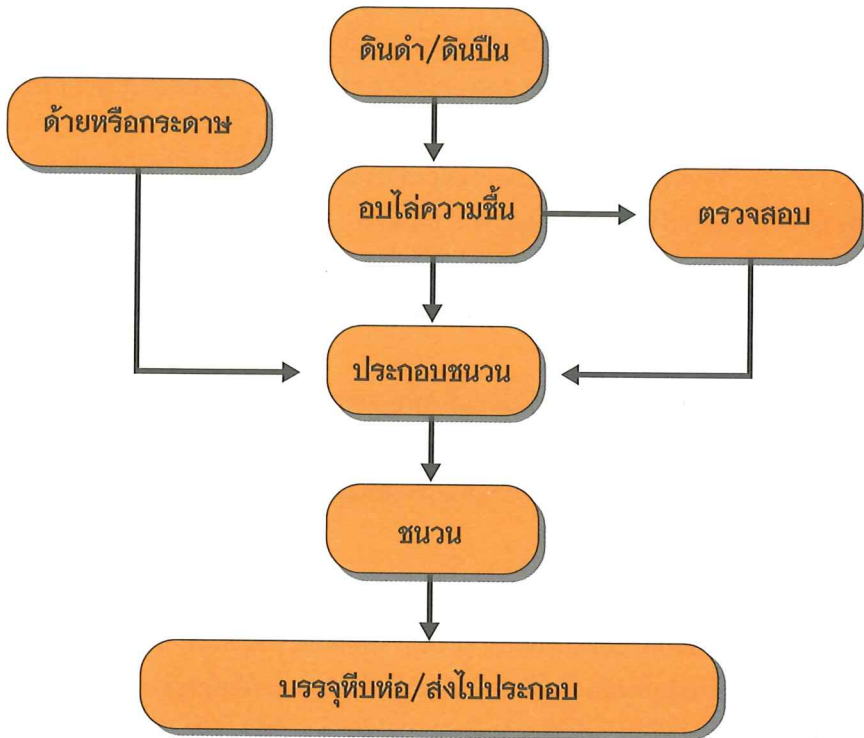 ดินดำ/ดินปืน
ด้ายหรือกระดาษ
อบไล่ความชื้น
ตรวจสอบ
ประกอบชนวน
ชนวน
บรรจุหีบห่อ/ส่งไปประกอบ